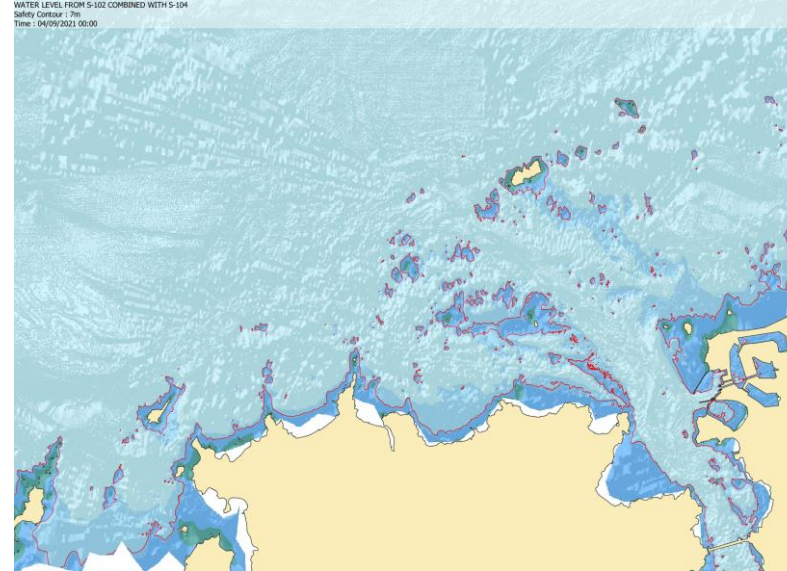 WATER LEVEL FROM S-102 COMBINED WITH S-104
Safety Contour : 7m
Time : 04/09/2021 00:00